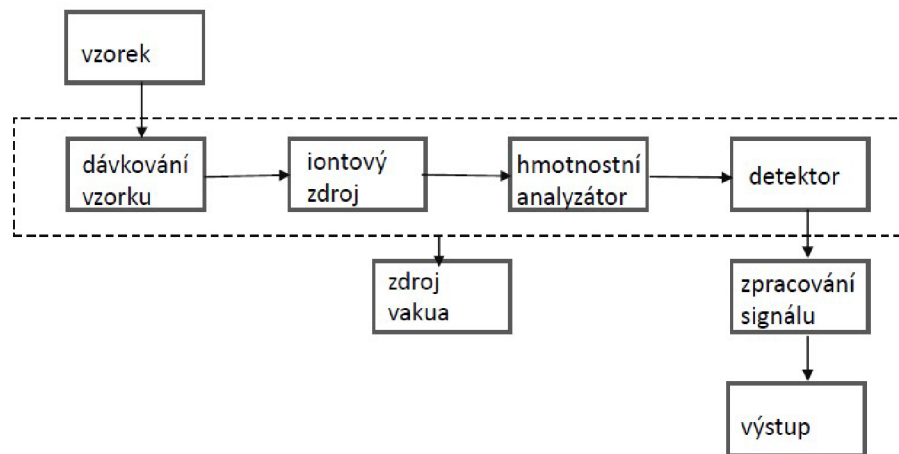 vzorek
dávkování
vzorku
iontový
zdroj
hmotnostní
analyzátor
detektor
zdroj
vakua
zpracování
signálu
výstup